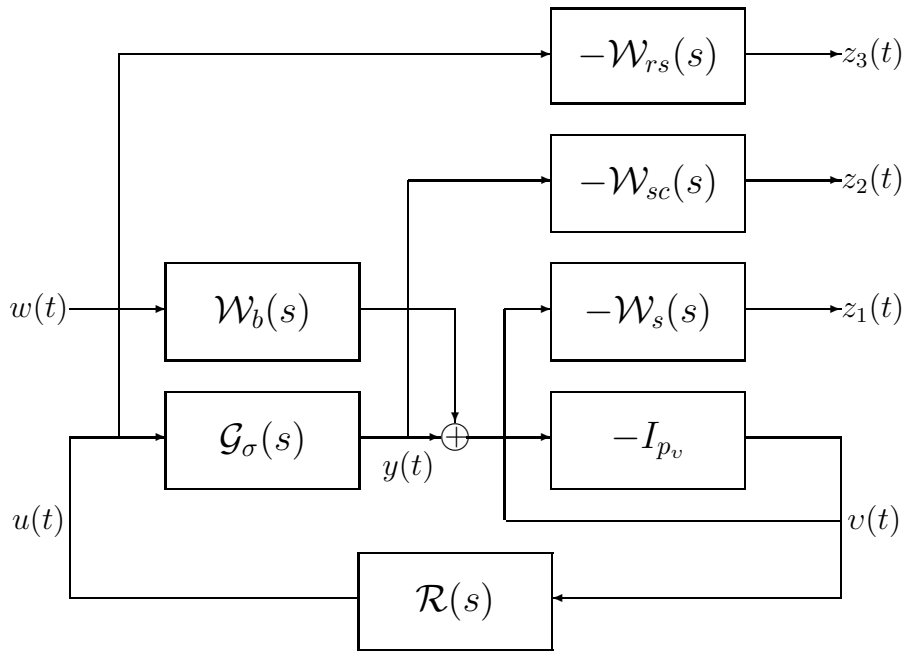 −𝒲_{rs}(s) z_3(t)
−𝒲_{sc}(s) z_2(t)
w(t) 𝒲_b(s) −𝒲_s(s) z_1(t)
𝒢_σ(s) + −I_{p_υ}
y(t)
u(t) υ(t)
ℛ(s)